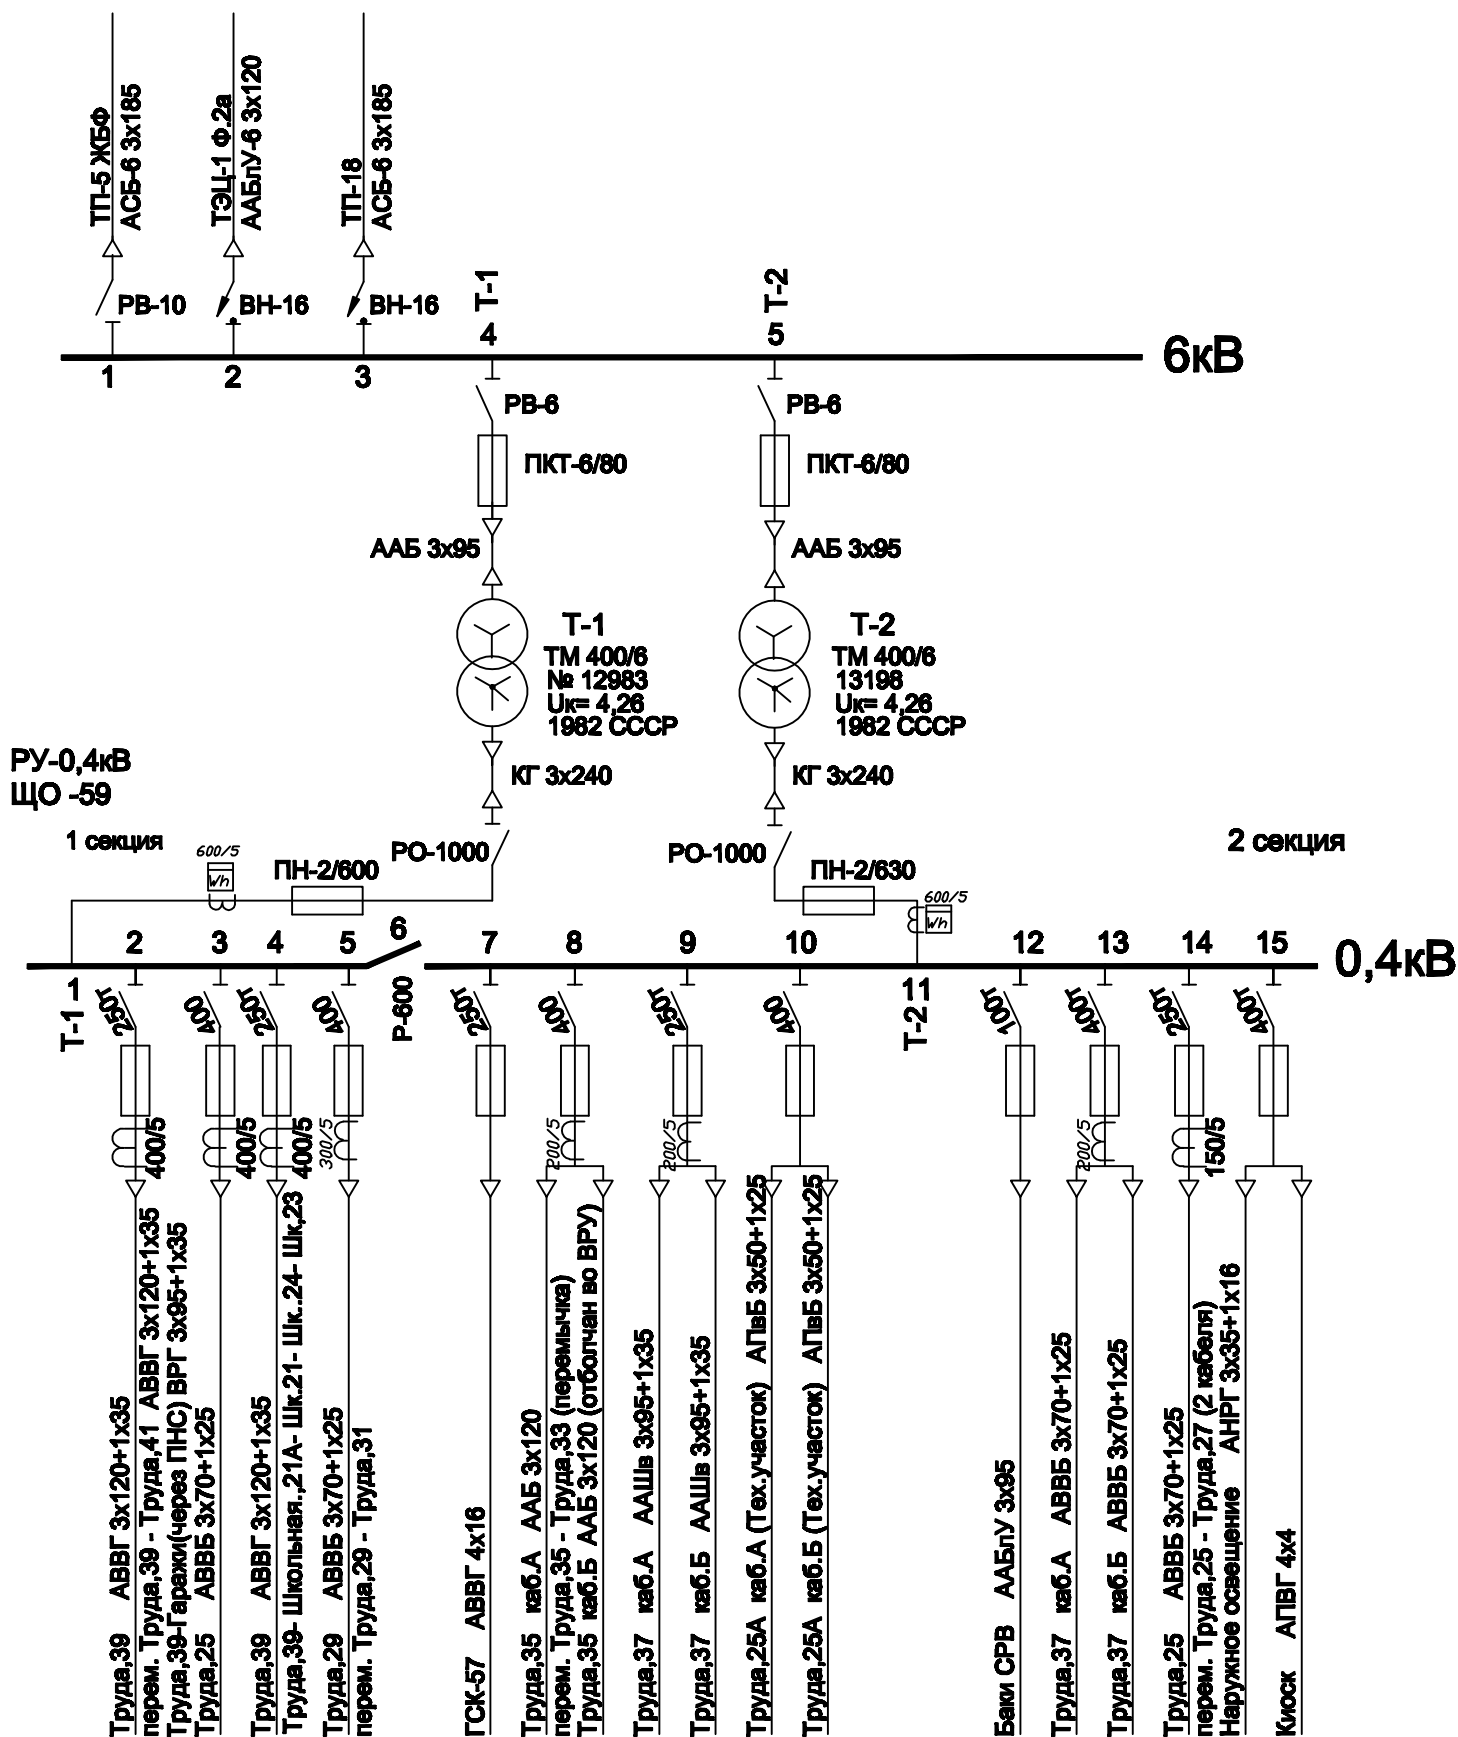 ТП-5 ЖБФ
АСБ-6 3х185
ТЭЦ-1 Ф.2а
ААБлУ-6 3х120
ТП-18
АСБ-6 3х185
РВ-10
ВН-16
ВН-16
Т-1
Т-2
1
2
3
4
5
6кВ
РВ-6
РВ-6
ПКТ-6/80
ПКТ-6/80
ААБ 3х95
ААБ 3х95
Т-1
ТМ 400/6
№ 12983
Uк= 4,26
1982 СССР
Т-2
ТМ 400/6
13198
Uк= 4,26
1982 СССР
КГ 3х240
КГ 3х240
РУ-0,4кВ
ЩО -59
1 секция
2 секция
РО-1000
РО-1000
600/5
Wh
ПН-2/600
ПН-2/630
600/5
Wh
2
3
4
5
6
7
8
9
10
12
13
14
15
0,4кВ
Т-1 1
Р-600
Т-2 11
250т
400
250т
400
250т
400
250т
400
100т
400
250т
400
400/5
400/5
400/5
300/5
200/5
200/5
200/5
150/5
Труда,39 АВВГ 3х120+1х35
перем. Труда,39 - Труда,41 АВВГ 3х120+1х35
Труда,39-Гаражи(через ПНС) ВРГ 3х95+1х35
Труда,25 АВВБ 3х70+1х25
Труда,39 АВВГ 3х120+1х35
Труда,39- Школьная.,21А- Шк.21- Шк..24- Шк,23
Труда,29 АВВБ 3х70+1х25
перем. Труда,29 - Труда,31
ГСК-57 АВВГ 4х16
Труда,35 каб.А ААБ 3х120
перем. Труда,35 - Труда,33 (перемычка)
Труда,35 каб.Б ААБ 3х120 (отболчан во ВРУ)
Труда,37 каб.А ААШв 3х95+1х35
Труда,37 каб.Б ААШв 3х95+1х35
Труда,25А каб.А (Тех.участок) АПвБ 3х50+1х25
Труда,25А каб.Б (Тех.участок) АПвБ 3х50+1х25
Баки СРВ ААБлУ 3х95
Труда,37 каб.А АВВБ 3х70+1х25
Труда,37 каб.Б АВВБ 3х70+1х25
Труда,25 АВВБ 3х70+1х25
перем. Труда,25 - Труда,27 (2 кабеля)
Наружное освещение АНРГ 3х35+1х16
Киоск АПВГ 4х4